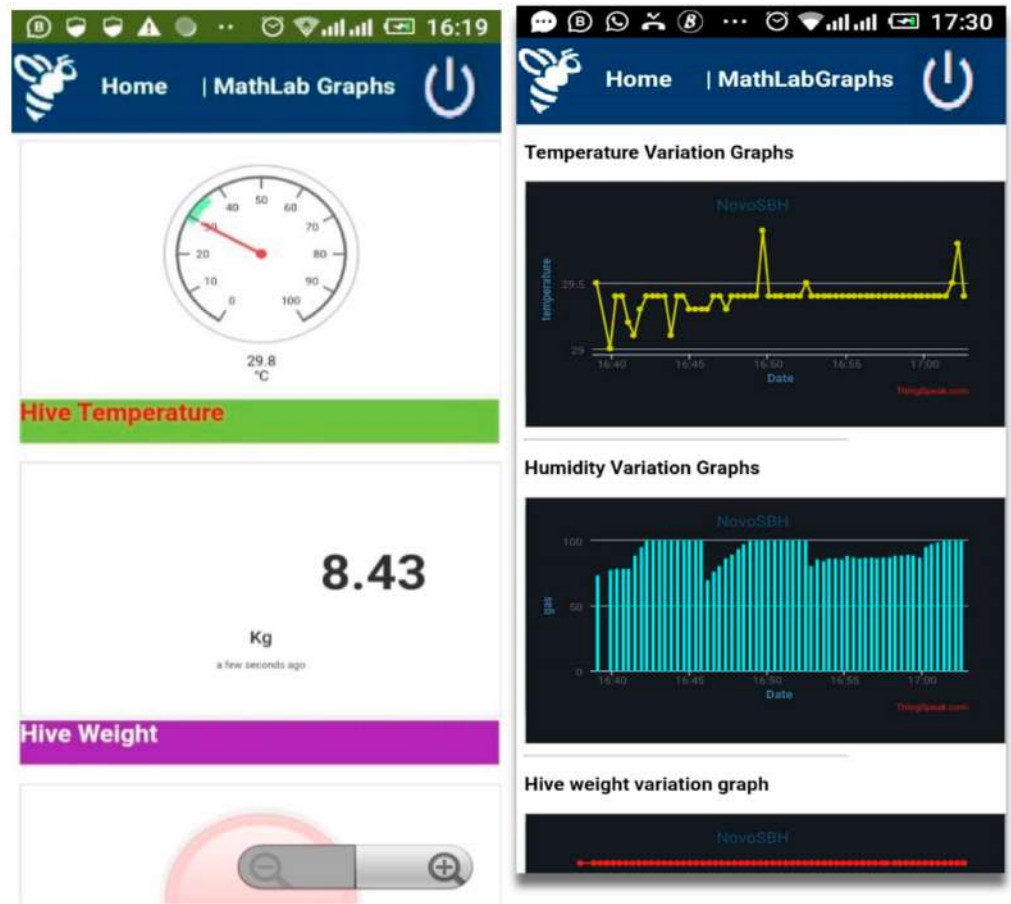 16:19
Home | MathLab Graphs
50
40 60
30 70
20 80
10 90
0 100
29.8
°C
Hive Temperature
8.43
Kg
a few seconds ago
Hive Weight
17:30
Home | MathLabGraphs
Temperature Variation Graphs
NovoSBH
temperature
29.5
29
16:40 16:45 16:50 16:55 17:00
Date
ThingSpeak.com
Humidity Variation Graphs
NovoSBH
gas
100
50
0
16:40 16:45 16:50 16:55 17:00
Date
ThingSpeak.com
Hive weight variation graph
NovoSBH